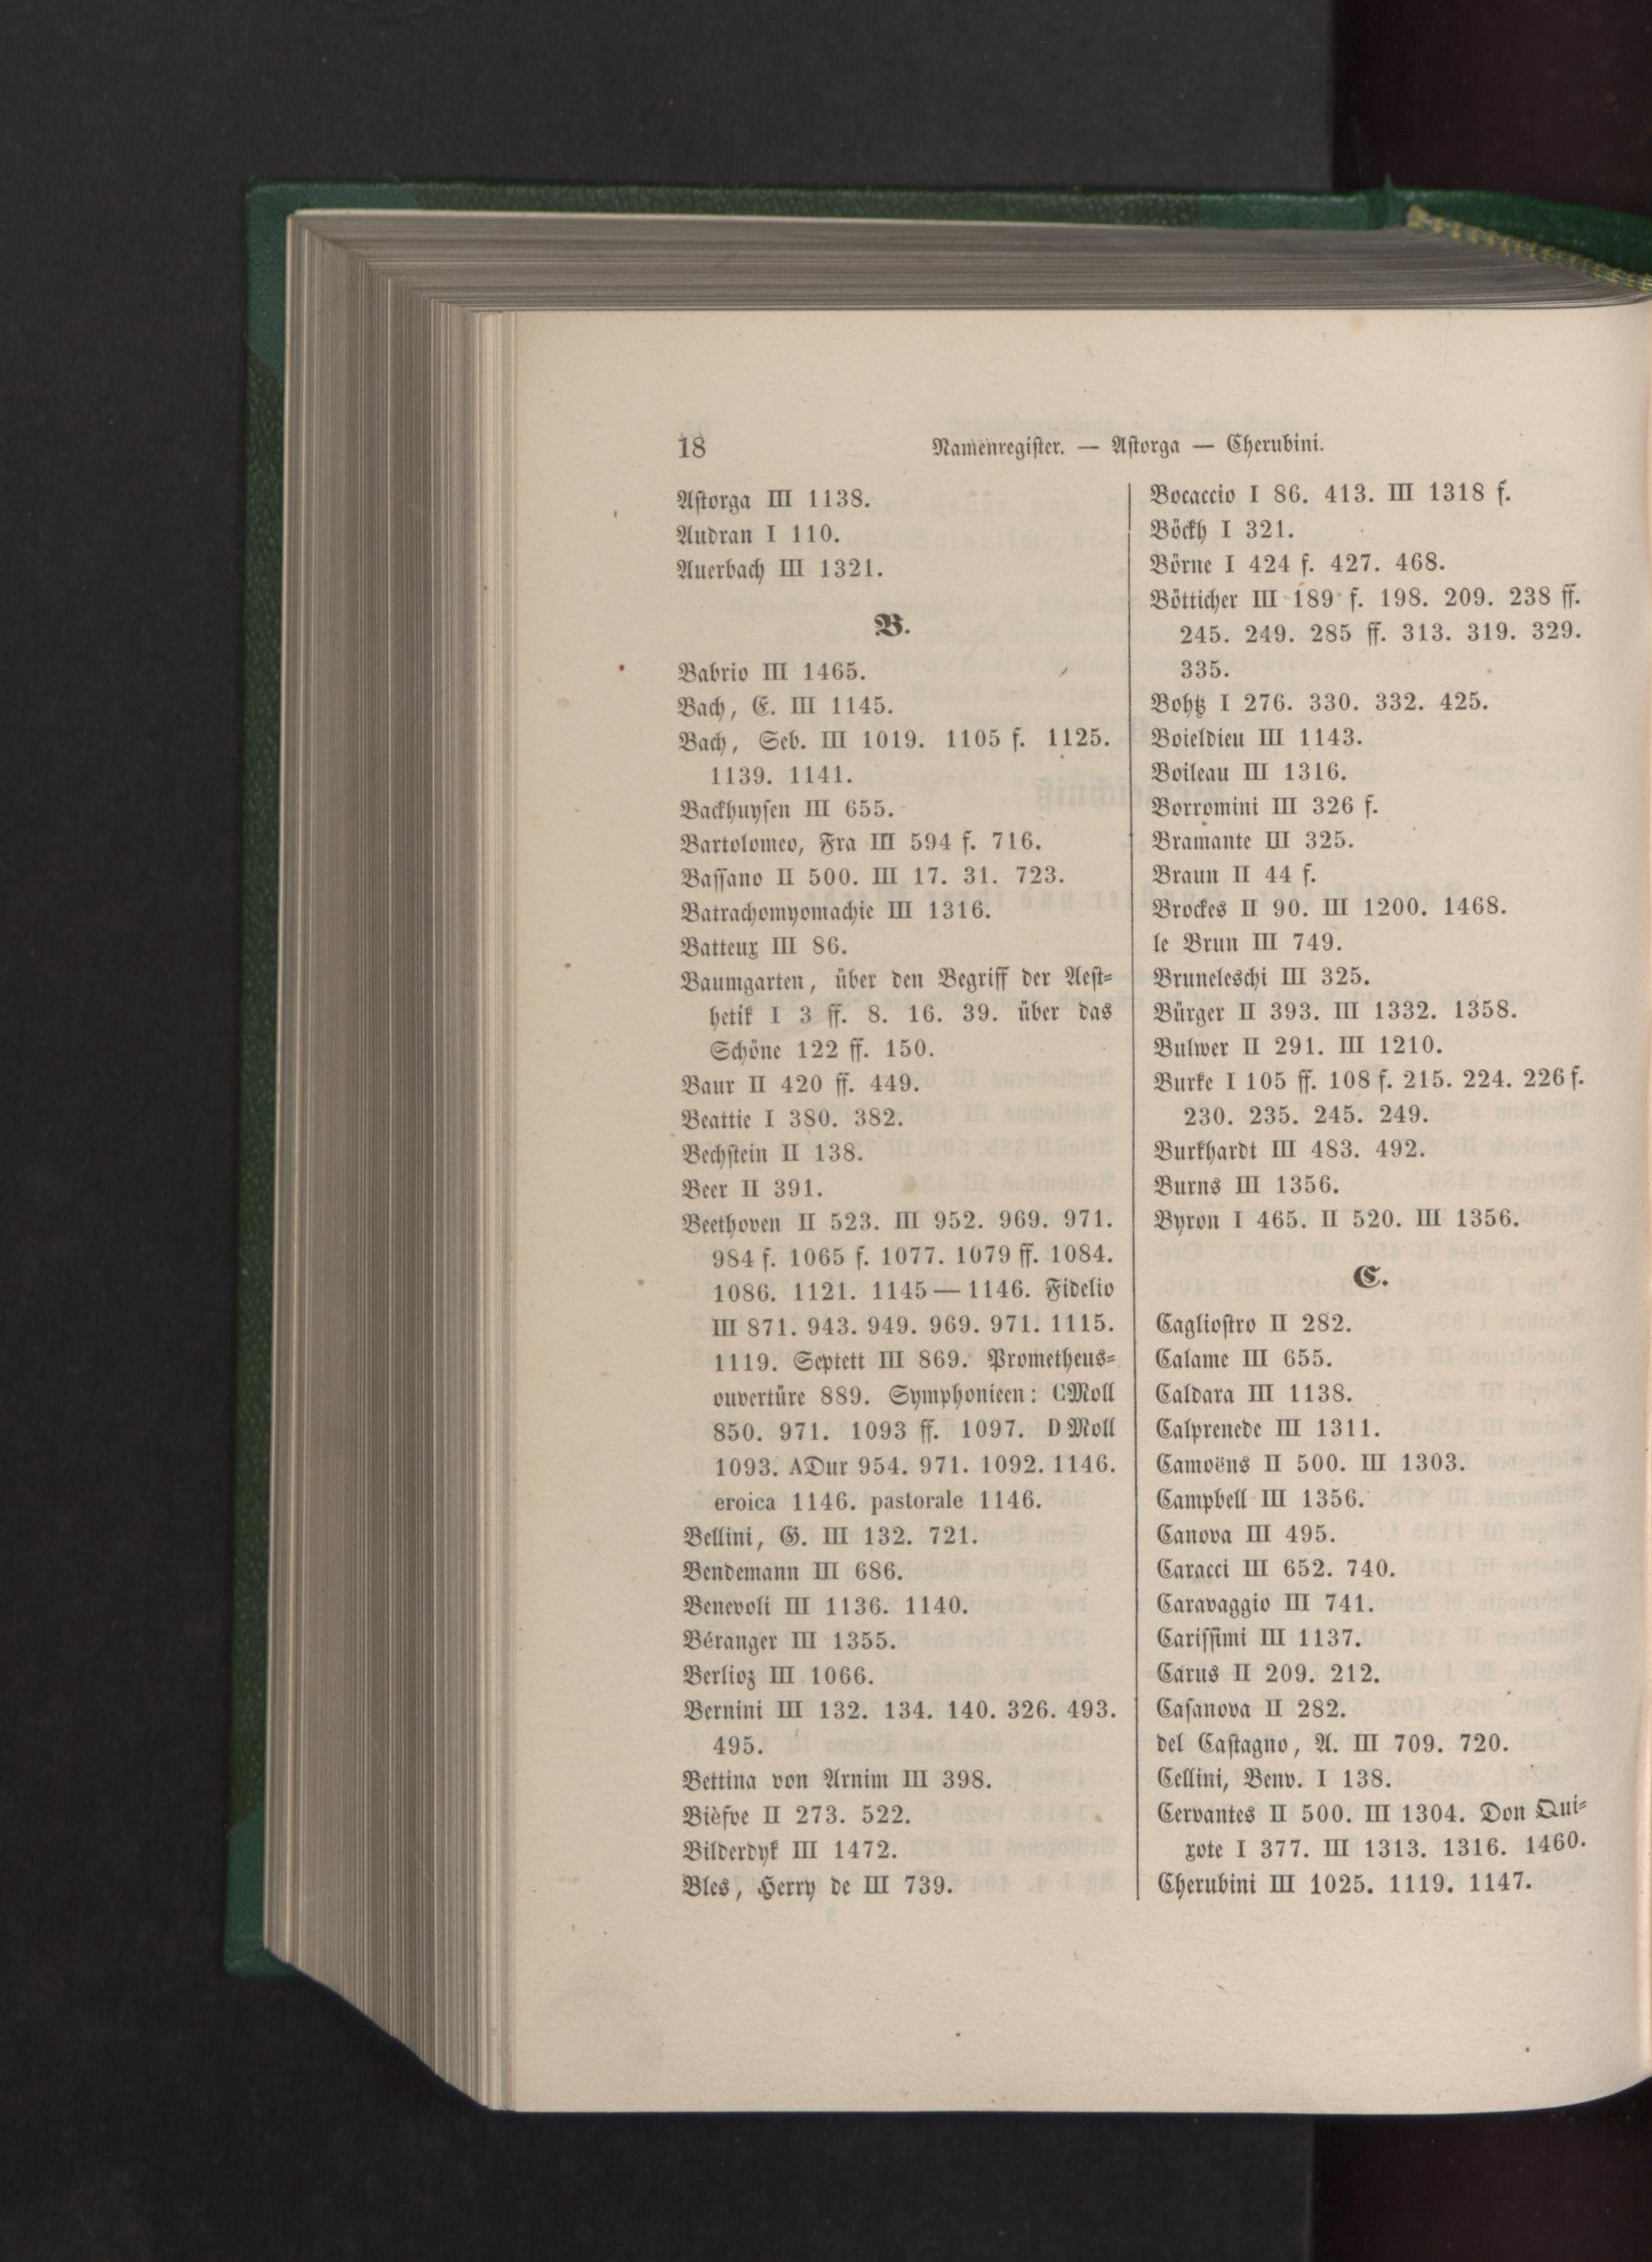 18
Namenregister. — Astorga — Cherubini.
Astorga III 1138.
Audran I 110.
Auerbach III 1321.
B.
Babrio III 1465.
Bach, E. III 1145.
Bach, Seb. III 1019. 1105 f. 1125.
1139. 1141.
Backhuysen III 655.
Bartolomeo, Fra III 594 f. 716.
Bassano II 500. III 17. 31. 723.
Batrachomyomachie III 1316.
Batteux III 86.
Baumgarten, über den Begriff der Aest-
hetik I 3 ff. 8. 16. 39. über das
Schöne 122 ff. 150.
Baur II 420 ff. 449.
Beattie I 380. 382.
Bechstein II 138.
Beer II 391.
Beethoven II 523. III 952. 969. 971.
984 f. 1065 f. 1077. 1079 ff. 1084.
1086. 1121. 1145 — 1146. Fidelio
III 871. 943. 949. 969. 971. 1115.
1119. Septett III 869. Prometheus-
ouvertüre 889. Symphonieen: CMoll
850. 971. 1093 ff. 1097. D Moll
1093. ADur 954. 971. 1092. 1146.
eroica 1146. pastorale 1146.
Bellini, G. III 132. 721.
Bendemann III 686.
Benevoli III 1136. 1140.
Béranger III 1355.
Berlioz III 1066.
Bernini III 132. 134. 140. 326. 493.
495.
Bettina von Arnim III 398.
Bièfve II 273. 522.
Bilderdyk III 1472.
Bles, Herry de III 739.
Bocaccio I 86. 413. III 1318 f.
Böckh I 321.
Börne I 424 f. 427. 468.
Bötticher III 189 f. 198. 209. 238 ff.
245. 249. 285 ff. 313. 319. 329.
335.
Bohtz I 276. 330. 332. 425.
Boieldieu III 1143.
Boileau III 1316.
Borromini III 326 f.
Bramante III 325.
Braun II 44 f.
Brockes II 90. III 1200. 1468.
le Brun III 749.
Bruneleschi III 325.
Bürger II 393. III 1332. 1358.
Bulwer II 291. III 1210.
Burke I 105 ff. 108 f. 215. 224. 226 f.
230. 235. 245. 249.
Burkhardt III 483. 492.
Burns III 1356.
Byron I 465. II 520. III 1356.
C.
Cagliostro II 282.
Calame III 655.
Caldara III 1138.
Calprenede III 1311.
Camoëns II 500. III 1303.
Campbell III 1356.
Canova III 495.
Caracci III 652. 740.
Caravaggio III 741.
Carissimi III 1137.
Carus II 209. 212.
Casanova II 282.
del Castagno, A. III 709. 720.
Cellini, Benv. I 138.
Cervantes II 500. III 1304. Don Qui-
xote I 377. III 1313. 1316. 1460.
Cherubini III 1025. 1119. 1147.